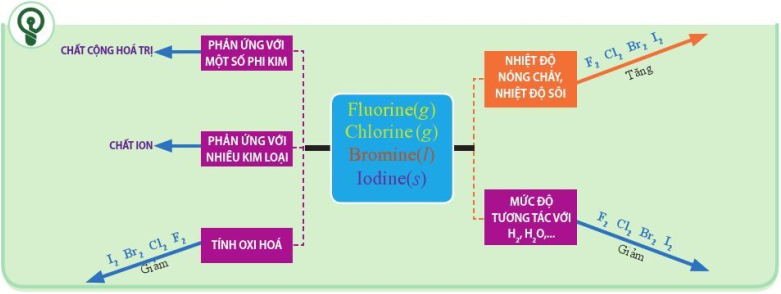 CHẤT CỘNG HOÁ TRỊ
PHẢN ỨNG VỚI
MỘT SỐ PHI KIM
CHẤT ION
PHẢN ỨNG VỚI
NHIỀU KIM LOẠI
I₂ Br₂ Cl₂ F₂
Giảm
TÍNH OXI HOÁ
Fluorine(g)
Chlorine (g)
Bromine(l)
Iodine(s)
NHIỆT ĐỘ
NÓNG CHẢY,
NHIỆT ĐỘ SÔI
F₂ Cl₂ Br₂ I₂
Tăng
MỨC ĐỘ
TƯƠNG TÁC VỚI
H₂, H₂O,...
F₂ Cl₂ Br₂ I₂
Giảm